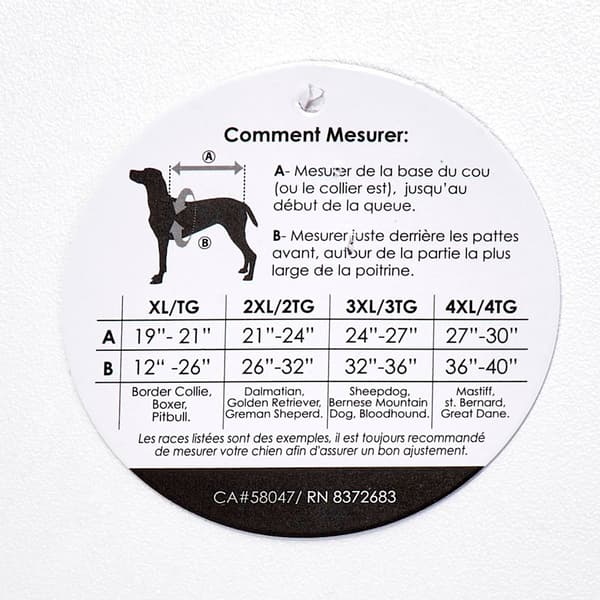 Comment Mesurer:
A
B
A- Mesurer de la base du cou
(ou le collier est), jusqu'au
début de la queue.
B- Mesurer juste derrière les pattes
avant, autour de la partie la plus
large de la poitrine.
XL/TG 2XL/2TG 3XL/3TG 4XL/4TG
A 19"- 21" 21"-24" 24"-27" 27"-30"
B 12" -26" 26"-32" 32"-36" 36"-40"
Border Collie, Boxer, Pitbull.
Dalmatian, Golden Retriever, Greman Sheperd.
Sheepdog, Bernese Mountain Dog, Bloodhound.
Mastiff, st. Bernard, Great Dane.
Les races listées sont des exemples, il est toujours recommandé
de mesurer votre chien afin d'assurer un bon ajustement.
CA#58047/ RN 8372683